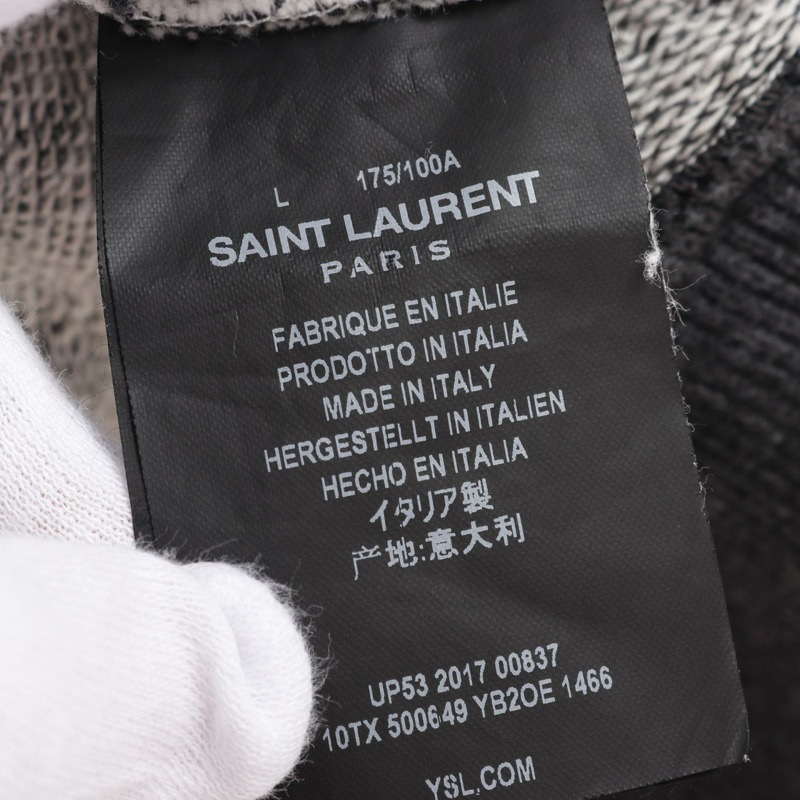 L 175/100A
SAINT LAURENT
PARIS
FABRIQUE EN ITALIE
PRODOTTO IN ITALIA
MADE IN ITALY
HERGESTELLT IN ITALIEN
HECHO EN ITALIA
イタリア製
产地:意大利
UP53 2017 00837
10TX 500649 YB2OE 1466
YSL.COM